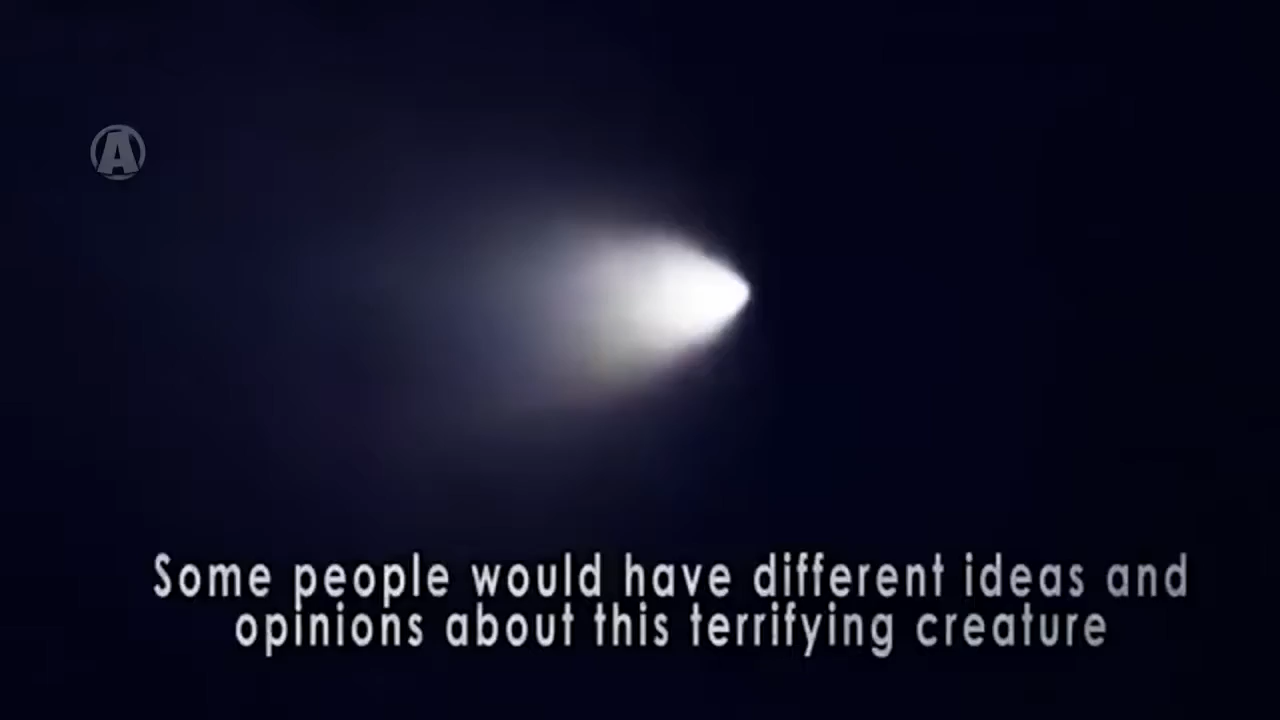 A
Some people would have different ideas and
opinions about this terrifying creature